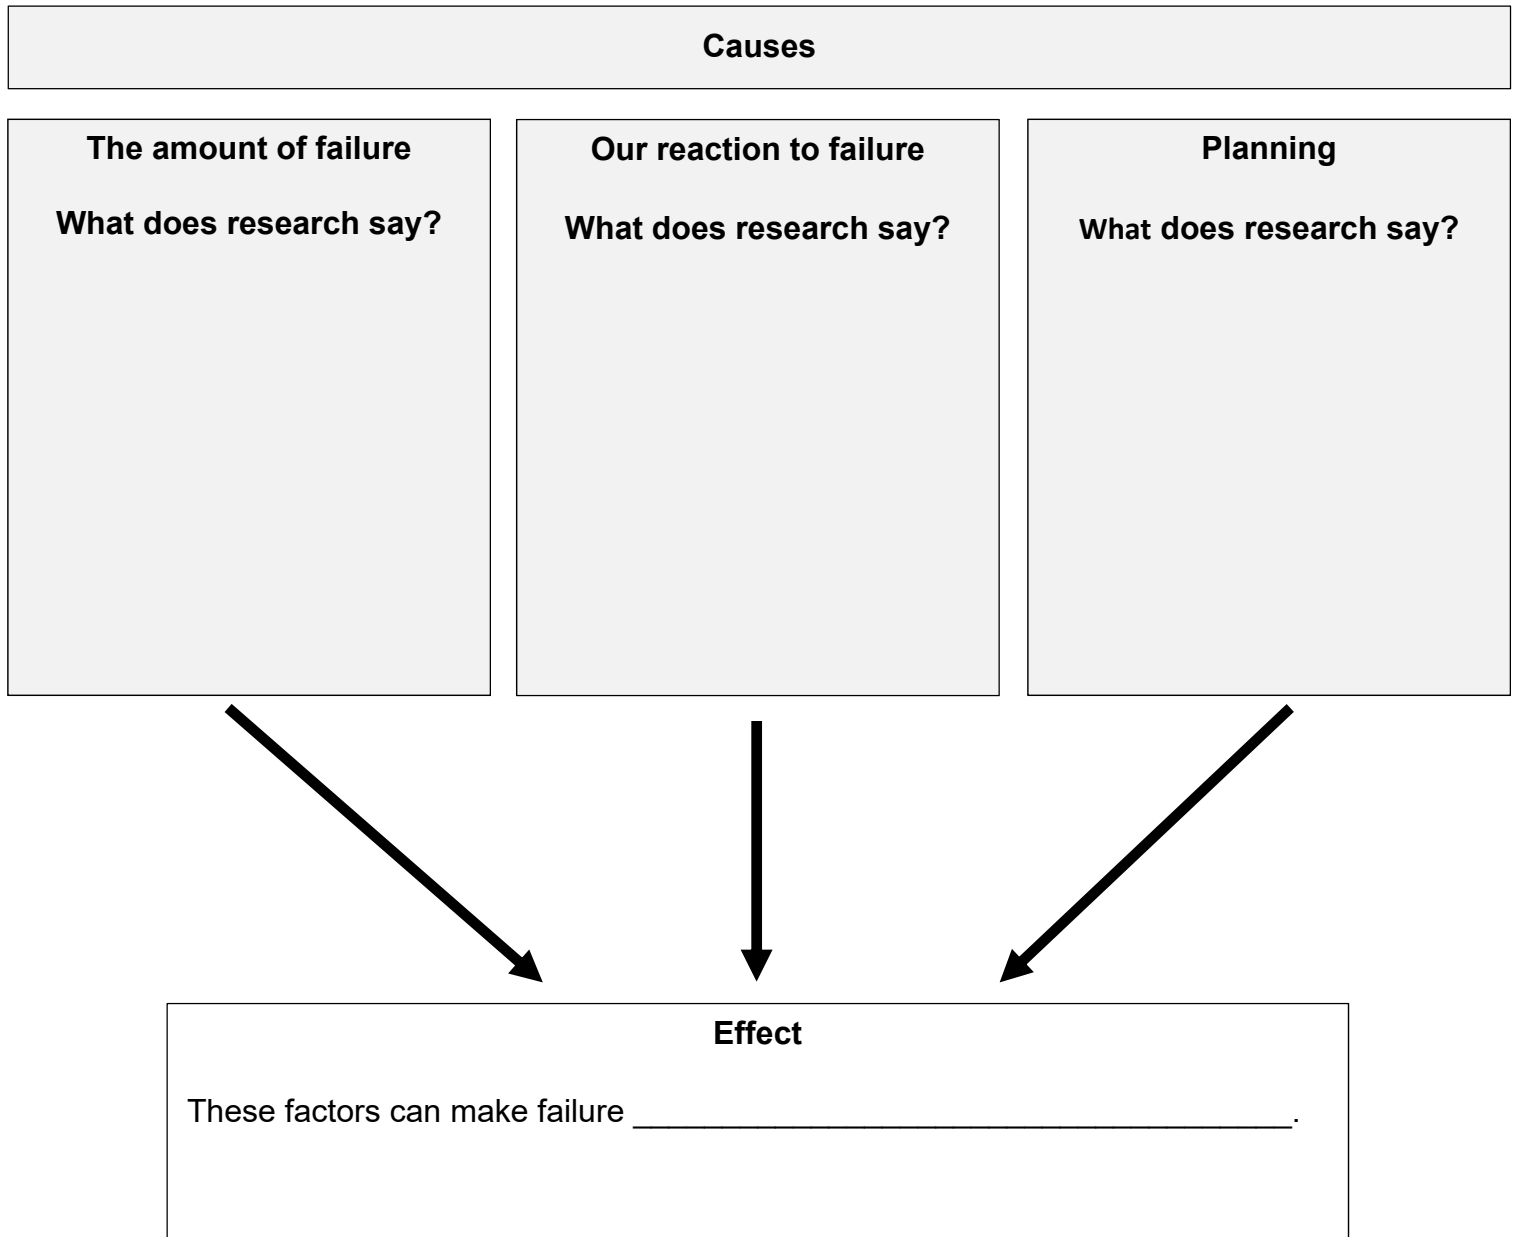 Causes
The amount of failure
What does research say?
Our reaction to failure
What does research say?
Planning
What does research say?
Effect
These factors can make failure _____________________________________.